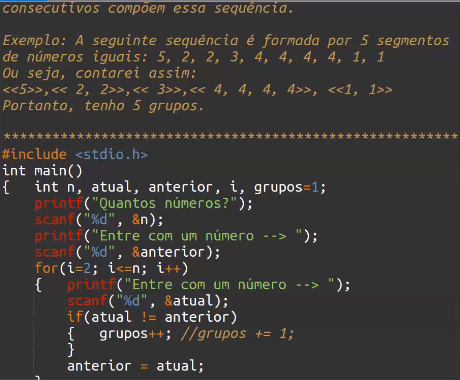 consecutivos compõem essa sequência.
Exemplo: A seguinte sequência é formada por 5 segmentos
de números iguais: 5, 2, 2, 3, 4, 4, 4, 4, 1, 1
Ou seja, contarei assim:
<<5>>,<< 2, 2>>,<< 3>>,<< 4, 4, 4, 4>>, <<1, 1>>
Portanto, tenho 5 grupos.
********************************************************
#include <stdio.h>
int main()
{   int n, atual, anterior, i, grupos=1;
    printf("Quantos números?");
    scanf("%d", &n);
    printf("Entre com um número --> ");
    scanf("%d", &anterior);
    for(i=2; i<=n; i++)
    {   printf("Entre com um número --> ");
        scanf("%d", &atual);
        if(atual != anterior)
        {   grupos++; //grupos += 1;
        }
        anterior = atual;
    }